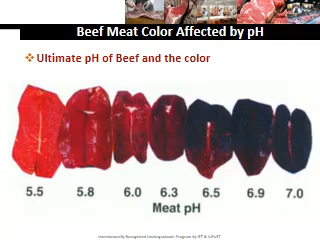 Beef Meat Color Affected by pH
Ultimate pH of Beef and the color
5.5 5.8 6.0 6.3 6.5 6.9 7.0
Meat pH
Internationally Recognized Undergraduate Program by IFT & IUFoST